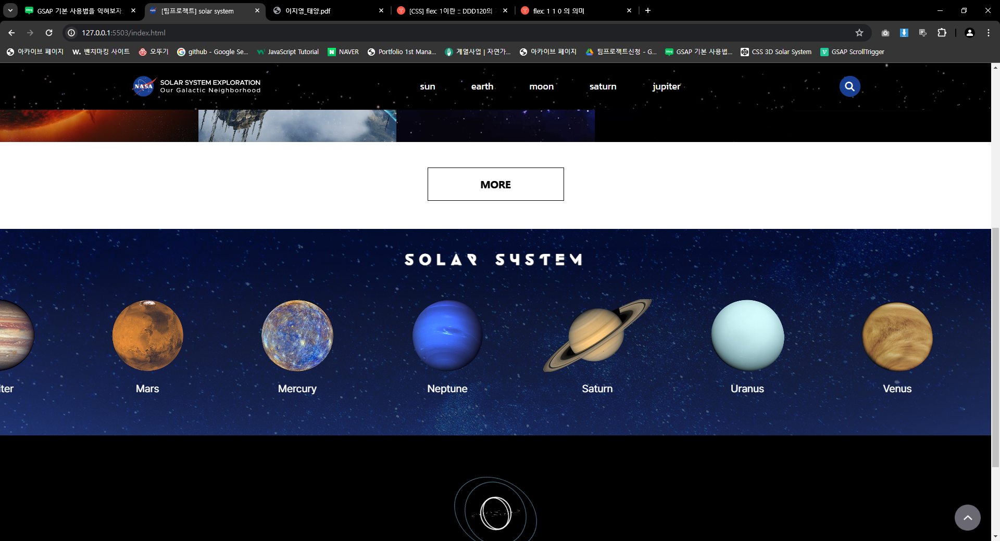 GSAP 기본 사용법을 익혀보자
[팀프로젝트] solar system
이지영_태양.pdf
[CSS] flex: 1이란 :: DDD120의
flex: 1 1 0 의 의미
127.0.0.1:5503/index.html
아카이브 페이지
W. 벤치마킹 사이트
오뚜기
github - Google Se...
JavaScript Tutorial
NAVER
Portfolio 1st Mana...
계열사업 | 자연가...
아카이브 페이지
팀프로젝트신청 - G...
GSAP 기본 사용법...
CSS 3D Solar System
GSAP ScrollTrigger
NASA
SOLAR SYSTEM EXPLORATION
Our Galactic Neighborhood
sun earth moon saturn jupiter
MORE
SOLAR SYSTEM
iter Mars Mercury Neptune Saturn Uranus Venus